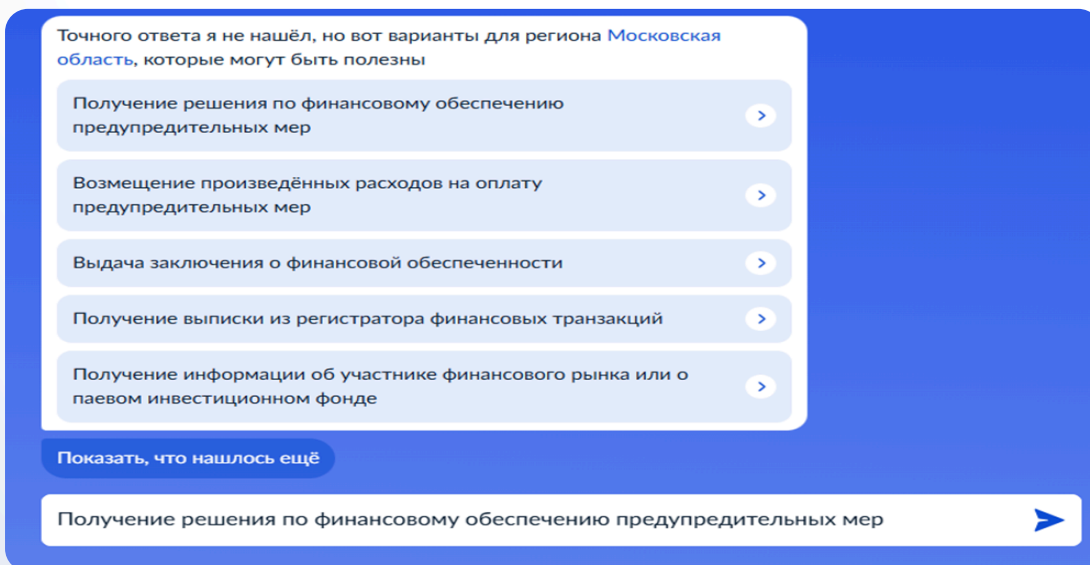 Точного ответа я не нашёл, но вот варианты для региона Московская
область, которые могут быть полезны
Получение решения по финансовому обеспечению
предупредительных мер
Возмещение произведённых расходов на оплату
предупредительных мер
Выдача заключения о финансовой обеспеченности
Получение выписки из регистратора финансовых транзакций
Получение информации об участнике финансового рынка или о
паевом инвестиционном фонде
Показать, что нашлось ещё
Получение решения по финансовому обеспечению предупредительных мер